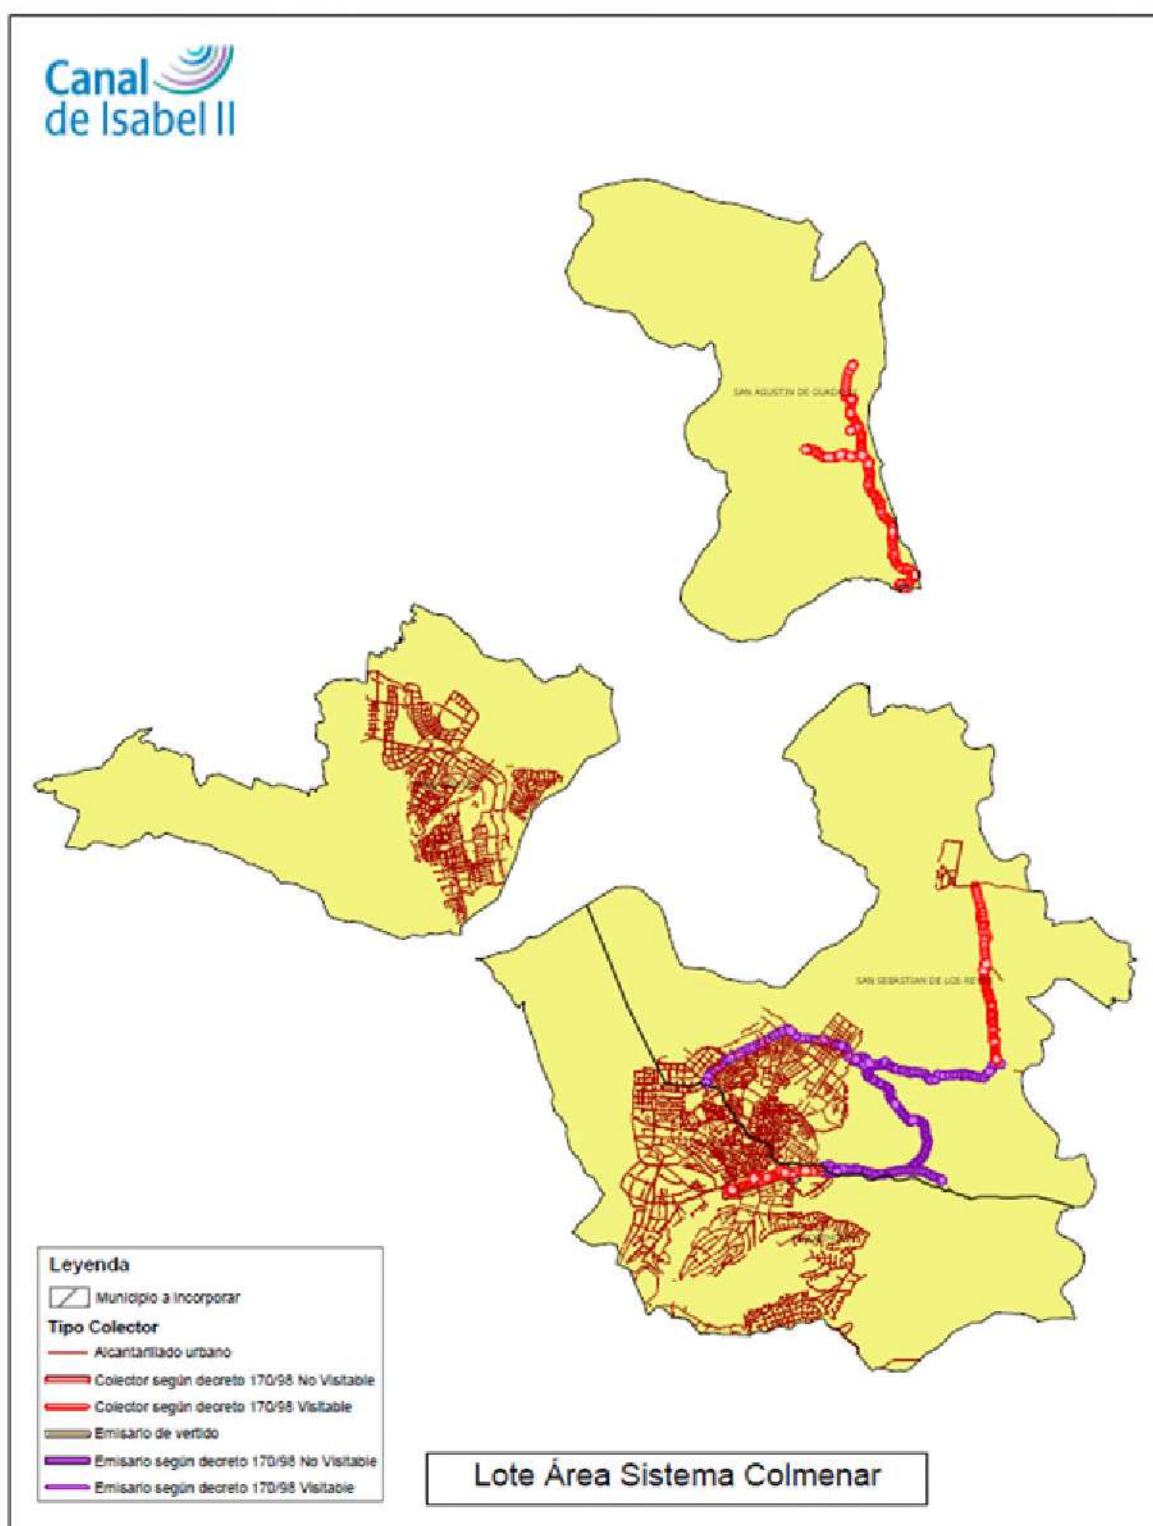 Canal
de Isabel II
SAN AGUSTIN DE
SAN SEBASTIAN DE LOS
Leyenda
Municipio a Incorporar
Tipo Colector
Alcantarillado urbano
Colector según decreto 170/98 No Visitable
Colector según decreto 170/98 Visitable
Emisario de vertido
Emisario según decreto 170/98 No Visitable
Emisario según decreto 170/98 Visitable
Lote Área Sistema Colmenar